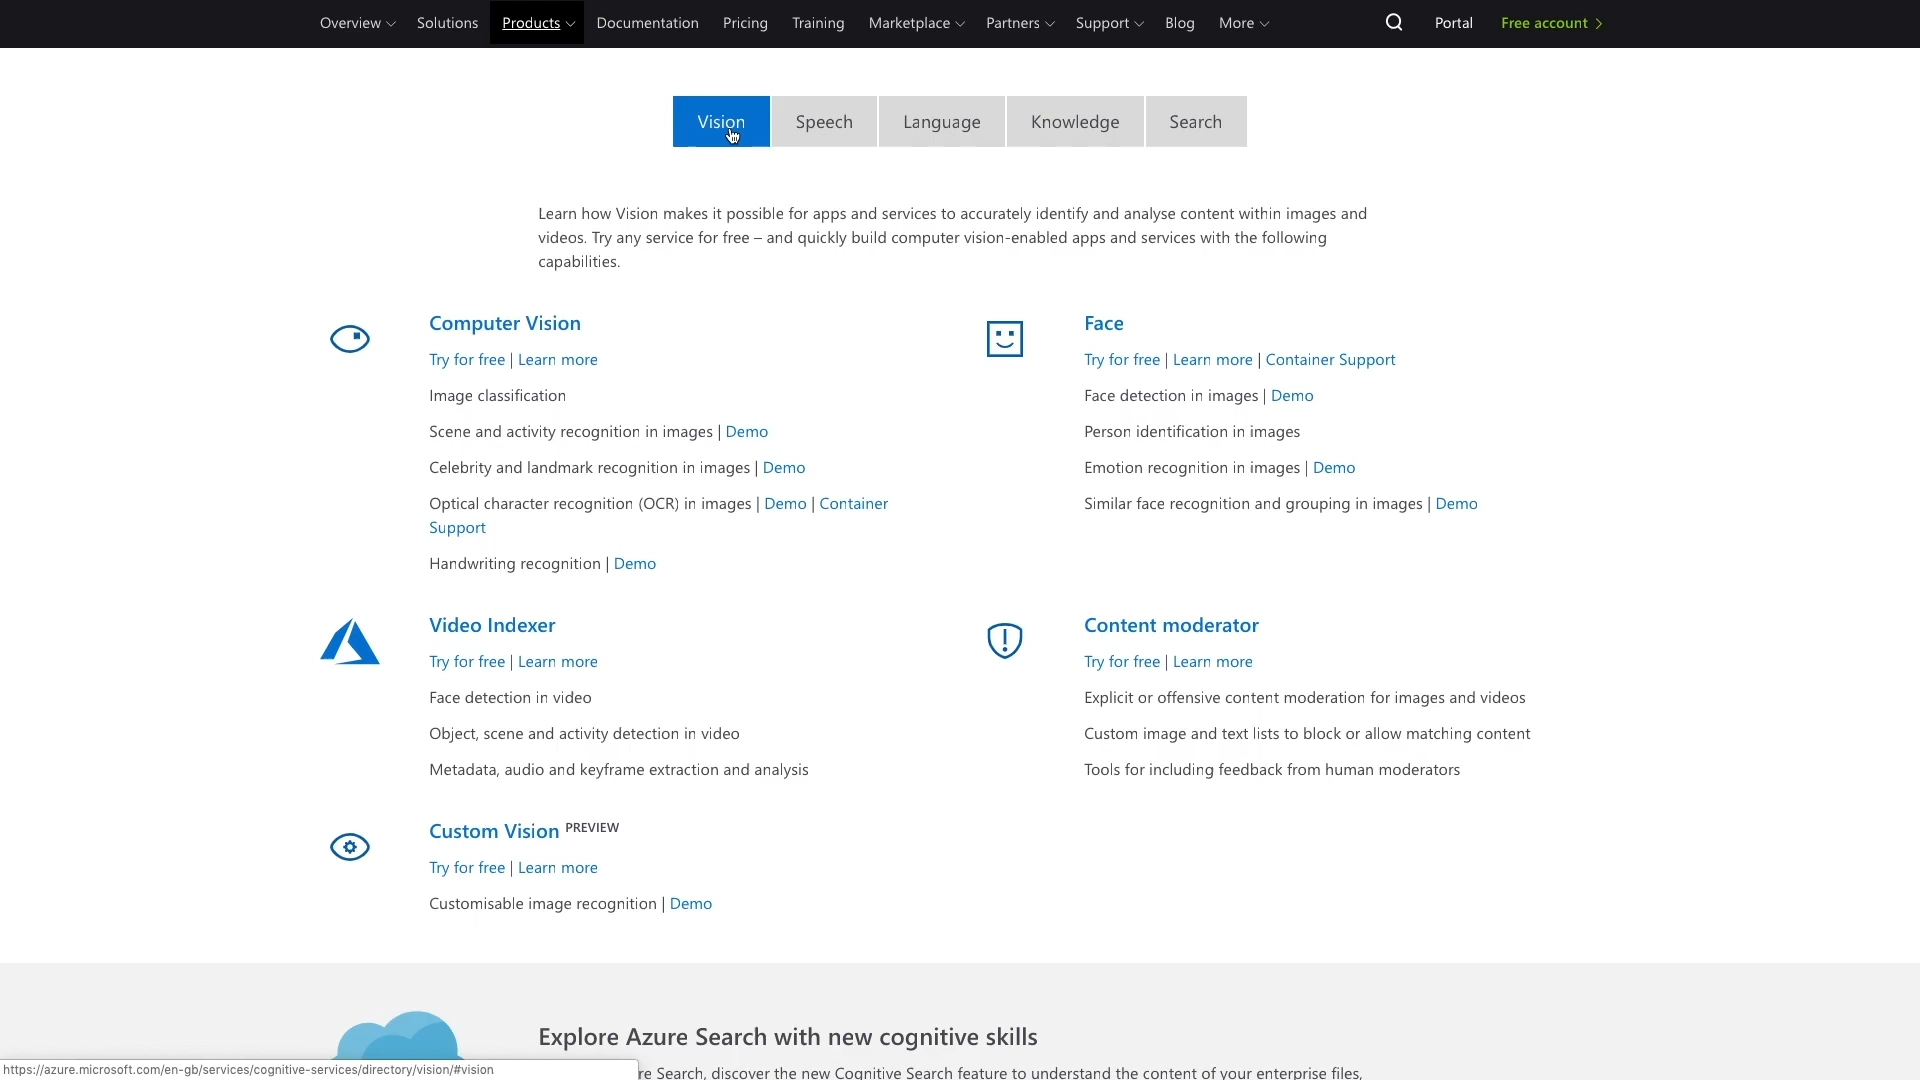 Overview Solutions Products Documentation Pricing Training Marketplace Partners Support Blog More Portal Free account
Vision Speech Language Knowledge Search
Learn how Vision makes it possible for apps and services to accurately identify and analyse content within images and
videos. Try any service for free – and quickly build computer vision-enabled apps and services with the following
capabilities.
Computer Vision
Try for free | Learn more
Image classification
Scene and activity recognition in images | Demo
Celebrity and landmark recognition in images | Demo
Optical character recognition (OCR) in images | Demo | Container
Support
Handwriting recognition | Demo
Face
Try for free | Learn more | Container Support
Face detection in images | Demo
Person identification in images
Emotion recognition in images | Demo
Similar face recognition and grouping in images | Demo
Video Indexer
Try for free | Learn more
Face detection in video
Object, scene and activity detection in video
Metadata, audio and keyframe extraction and analysis
Content moderator
Try for free | Learn more
Explicit or offensive content moderation for images and videos
Custom image and text lists to block or allow matching content
Tools for including feedback from human moderators
Custom Vision PREVIEW
Try for free | Learn more
Customisable image recognition | Demo
Explore Azure Search with new cognitive skills
Search, discover the new Cognitive Search feature to understand the content of your enterprise files,
https://azure.microsoft.com/en-gb/services/cognitive-services/directory/vision/#vision